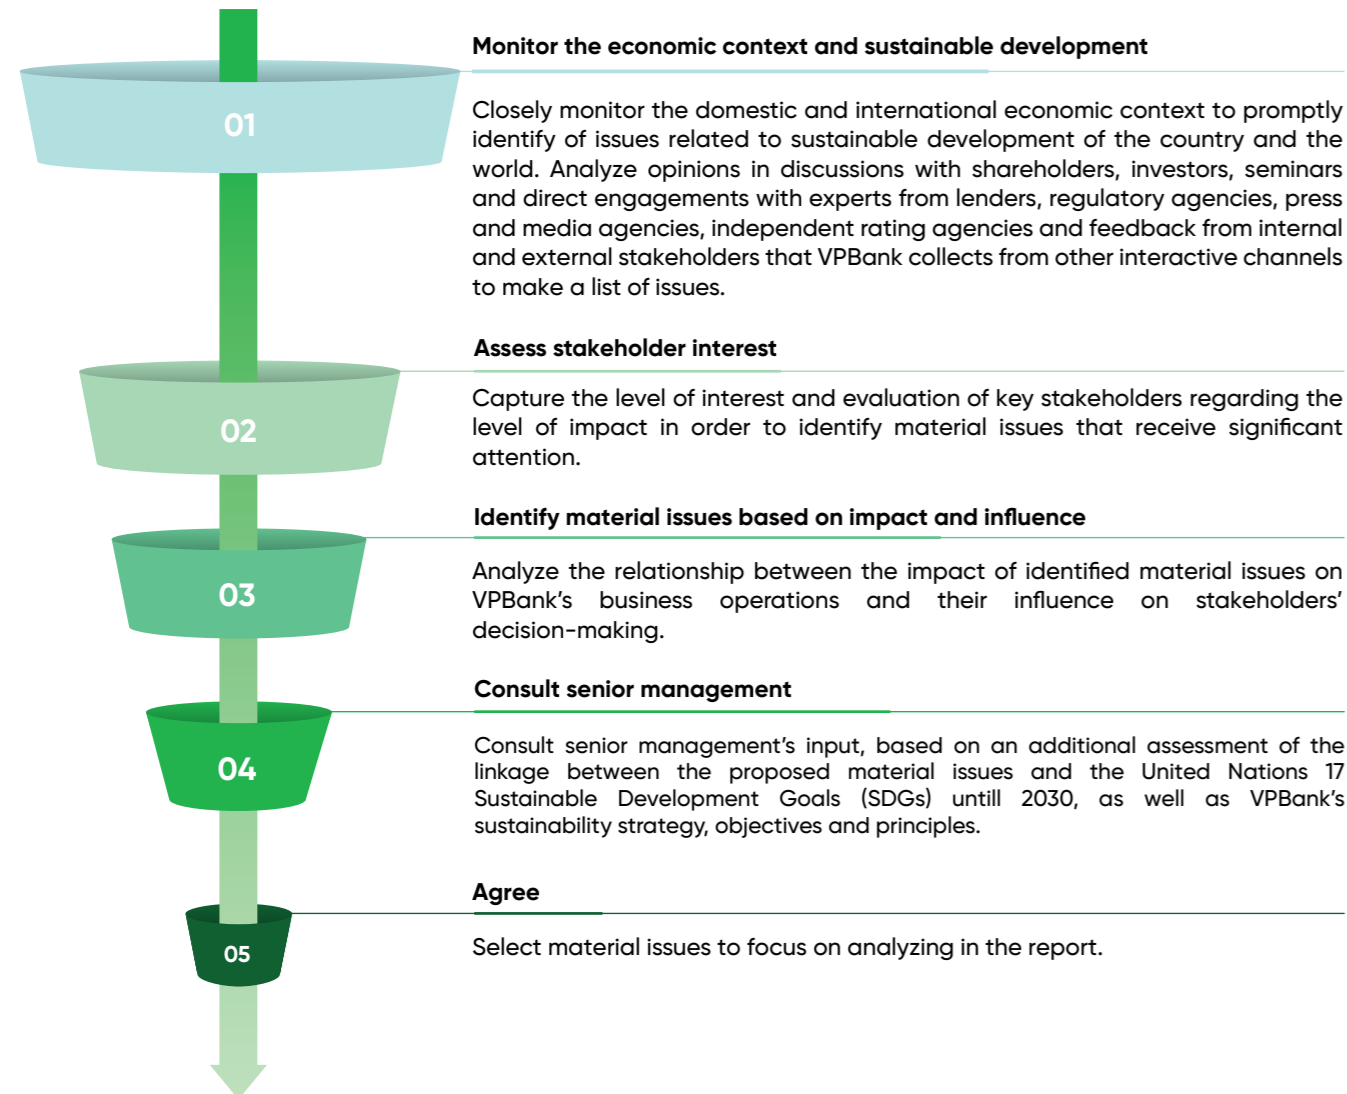 Monitor the economic context and sustainable development
01
Closely monitor the domestic and international economic context to promptly
identify of issues related to sustainable development of the country and the
world. Analyze opinions in discussions with shareholders, investors, seminars
and direct engagements with experts from lenders, regulatory agencies, press
and media agencies, independent rating agencies and feedback from internal
and external stakeholders that VPBank collects from other interactive channels
to make a list of issues.
Assess stakeholder interest
02
Capture the level of interest and evaluation of key stakeholders regarding the
level of impact in order to identify material issues that receive significant
attention.
Identify material issues based on impact and influence
03
Analyze the relationship between the impact of identified material issues on
VPBank's business operations and their influence on stakeholders'
decision-making.
Consult senior management
04
Consult senior management's input, based on an additional assessment of the
linkage between the proposed material issues and the United Nations 17
Sustainable Development Goals (SDGs) untill 2030, as well as VPBank's
sustainability strategy, objectives and principles.
Agree
05
Select material issues to focus on analyzing in the report.